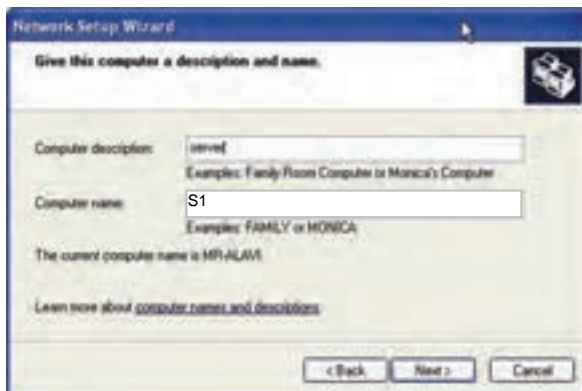 Network Setup Wizard
Give this computer a description and name.
Computer description: server
Examples: Family Room Computer or Monica's Computer
Computer name: S1
Examples: FAMILY or MONICA
The current computer name is MR-ALAVI.
Learn more about computer names and descriptions.
< Back Next > Cancel